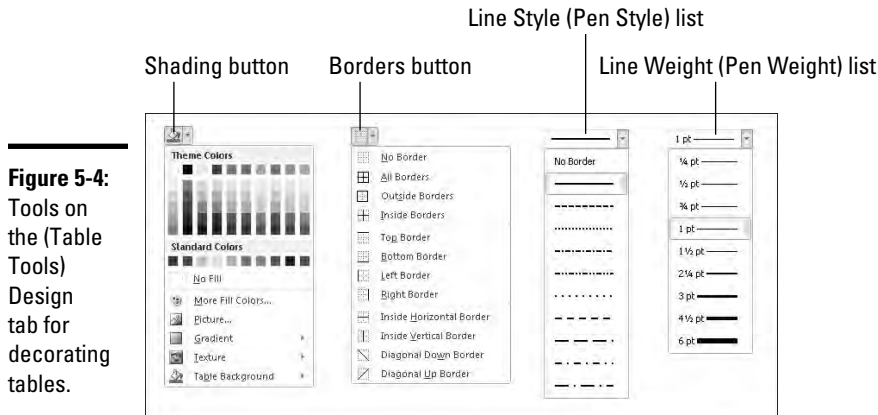 Line Style (Pen Style) list
Shading button
Borders button
Line Weight (Pen Weight) list
Figure 5-4:
Tools on
the (Table
Tools)
Design
tab for
decorating
tables.
Theme Colors
Standard Colors
No Fill
More Fill Colors...
Picture...
Gradient
Texture
Table Background
No Border
All Borders
Outside Borders
Inside Borders
Top Border
Bottom Border
Left Border
Right Border
Inside Horizontal Border
Inside Vertical Border
Diagonal Down Border
Diagonal Up Border
No Border
1 pt
¼ pt
½ pt
¾ pt
1 pt
1 ½ pt
2¼ pt
3 pt
4 ½ pt
6 pt